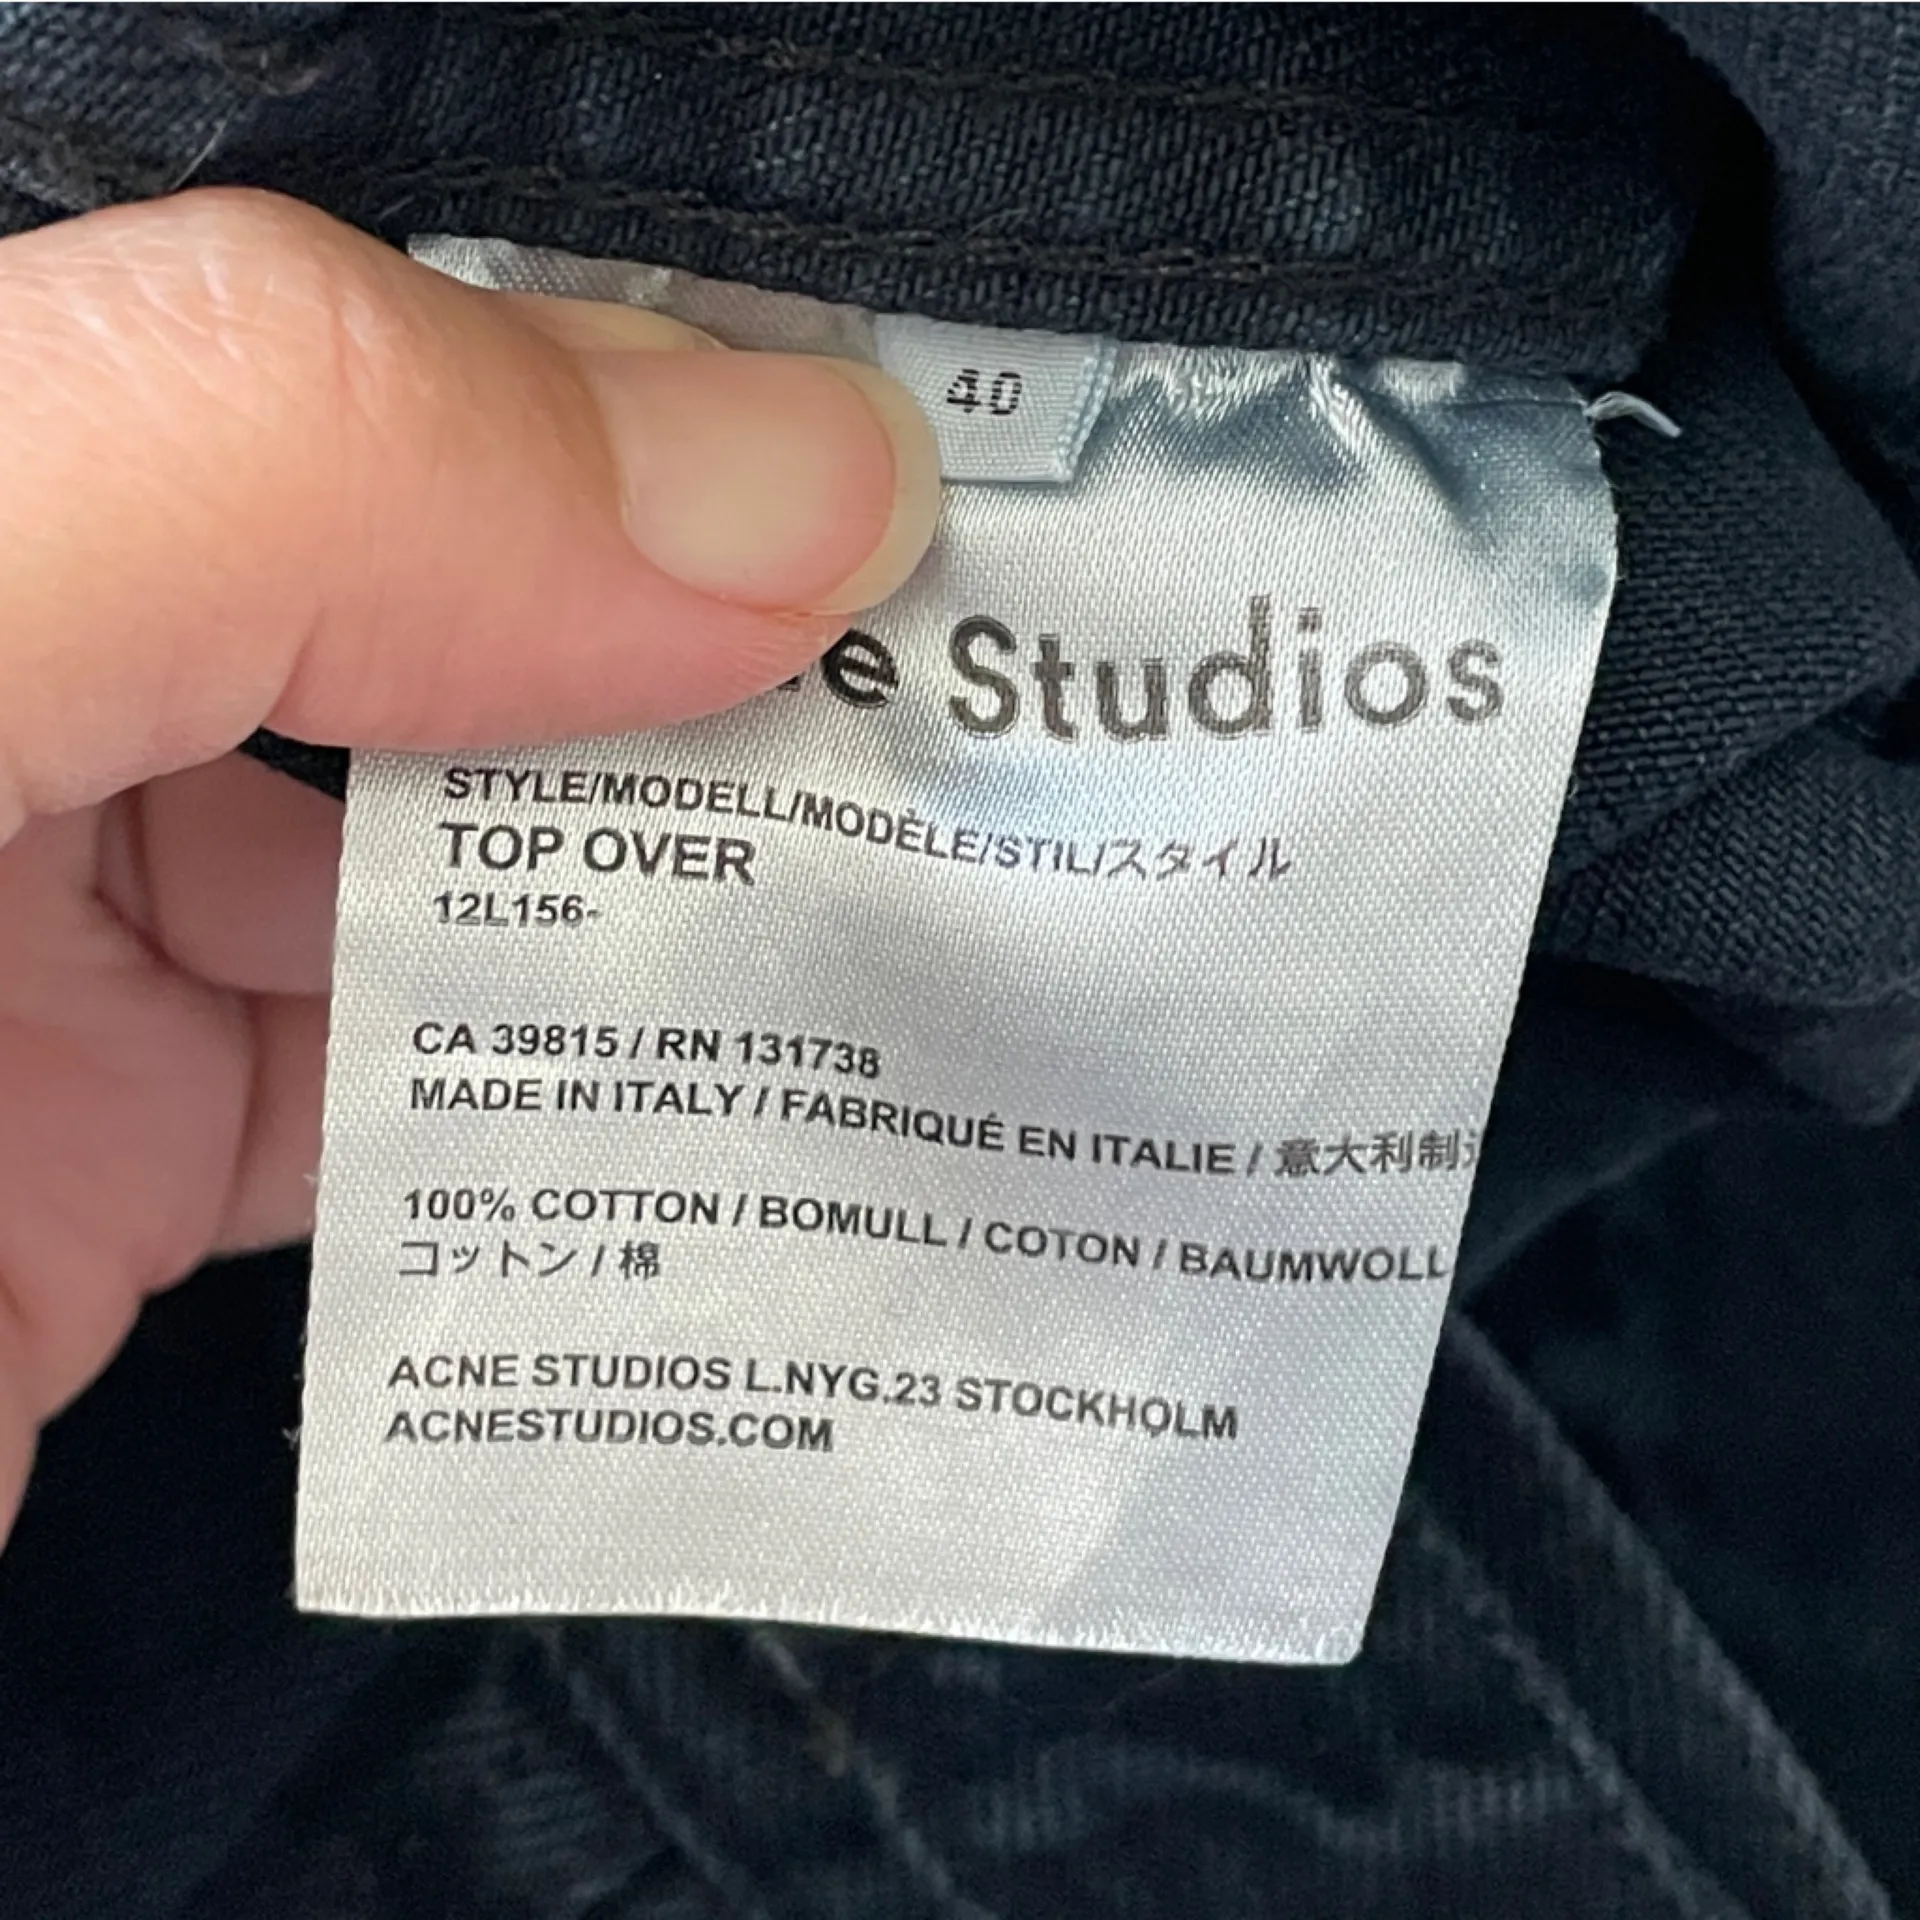 40
e Studios
STYLE/MODELL/MODÈLE/STIL/スタイル
TOP OVER
12L156-
CA 39815 / RN 131738
MADE IN ITALY / FABRIQUÉ EN ITALIE / 意大利制造
100% COTTON / BOMULL / COTON / BAUMWOLL
コットン / 棉
ACNE STUDIOS L.NYG.23 STOCKHOLM
ACNESTUDIOS.COM